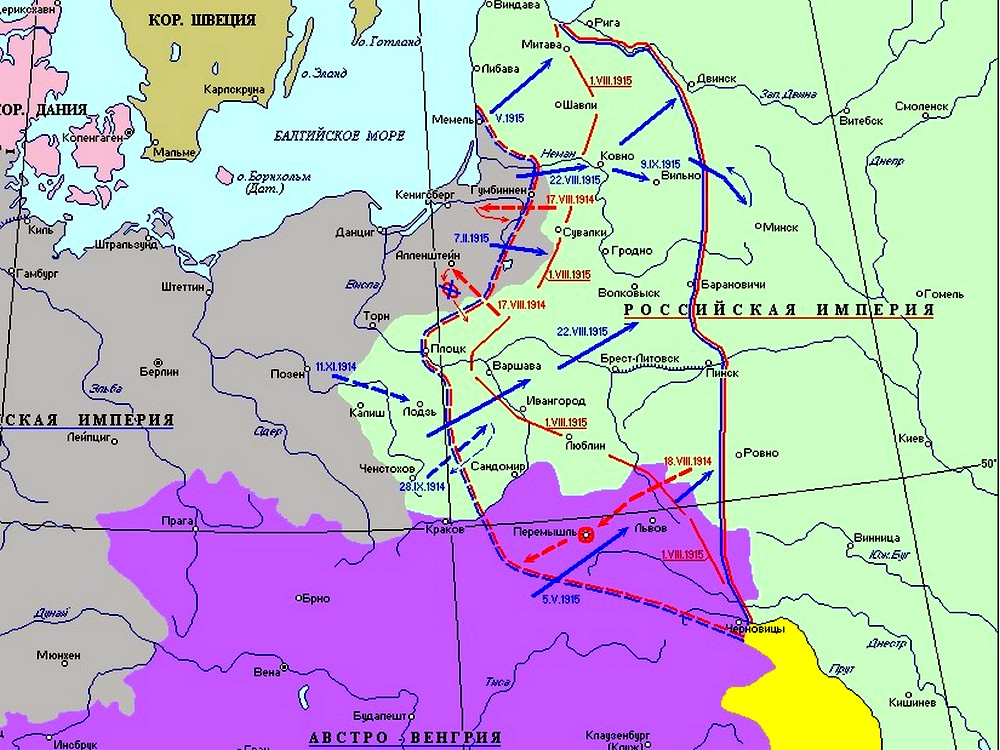 Виндава
Рига
КОР. ШВЕЦИЯ
о.Готланд
Митава
Либава
о.Эланд
1.VIII.1915
Двинск
Карлскруна
Зап.Двина
Шавли
Смоленск
КОР. ДАНИЯ
V.1915
Мемель
Витебск
Копенгаген
БАЛТИЙСКОЕ МОРЕ
Мальме
Неман
Ковно
Днепр
9.IX.1915
Вильно
о.Борнхольм
(Дат.)
22.VIII.1915
Гумбиннен
Кенигсберг
17.VIII.1914
Киль
Данциг
Сувалки
Минск
Штральзунд
7.II.1915
Гродно
Алленштейн
Гамбург
1.VIII.1915
Штеттин
Барановичи
Волковыск
Гомель
17.VIII.1914
РОССИЙСКАЯ ИМПЕРИЯ
Торн
22.VIII.1915
Плоцк
Варшава
Брест-Литовск
Берлин
11.XI.1914
Позен
Пинск
Эльба
Калиш
Лодзь
Ивангород
СКАЯ ИМПЕРИЯ
1.VIII.1915
Лейпциг
Одер
Люблин
Киев
Ровно
Ченстохов
Сандомир
18.VIII.1914
50°
28.IX.1914
Прага
Краков
Перемышль
Львов
Винница
Юж.Буг
1.VIII.1915
Брно
5.V.1915
Дунай
Черновицы
Мюнхен
Днестр
Вена
Прут
Тиса
Кишинев
Будапешт
АВСТРО-ВЕНГРИЯ
Инсбрук
Клаузенбург
(Клуж)